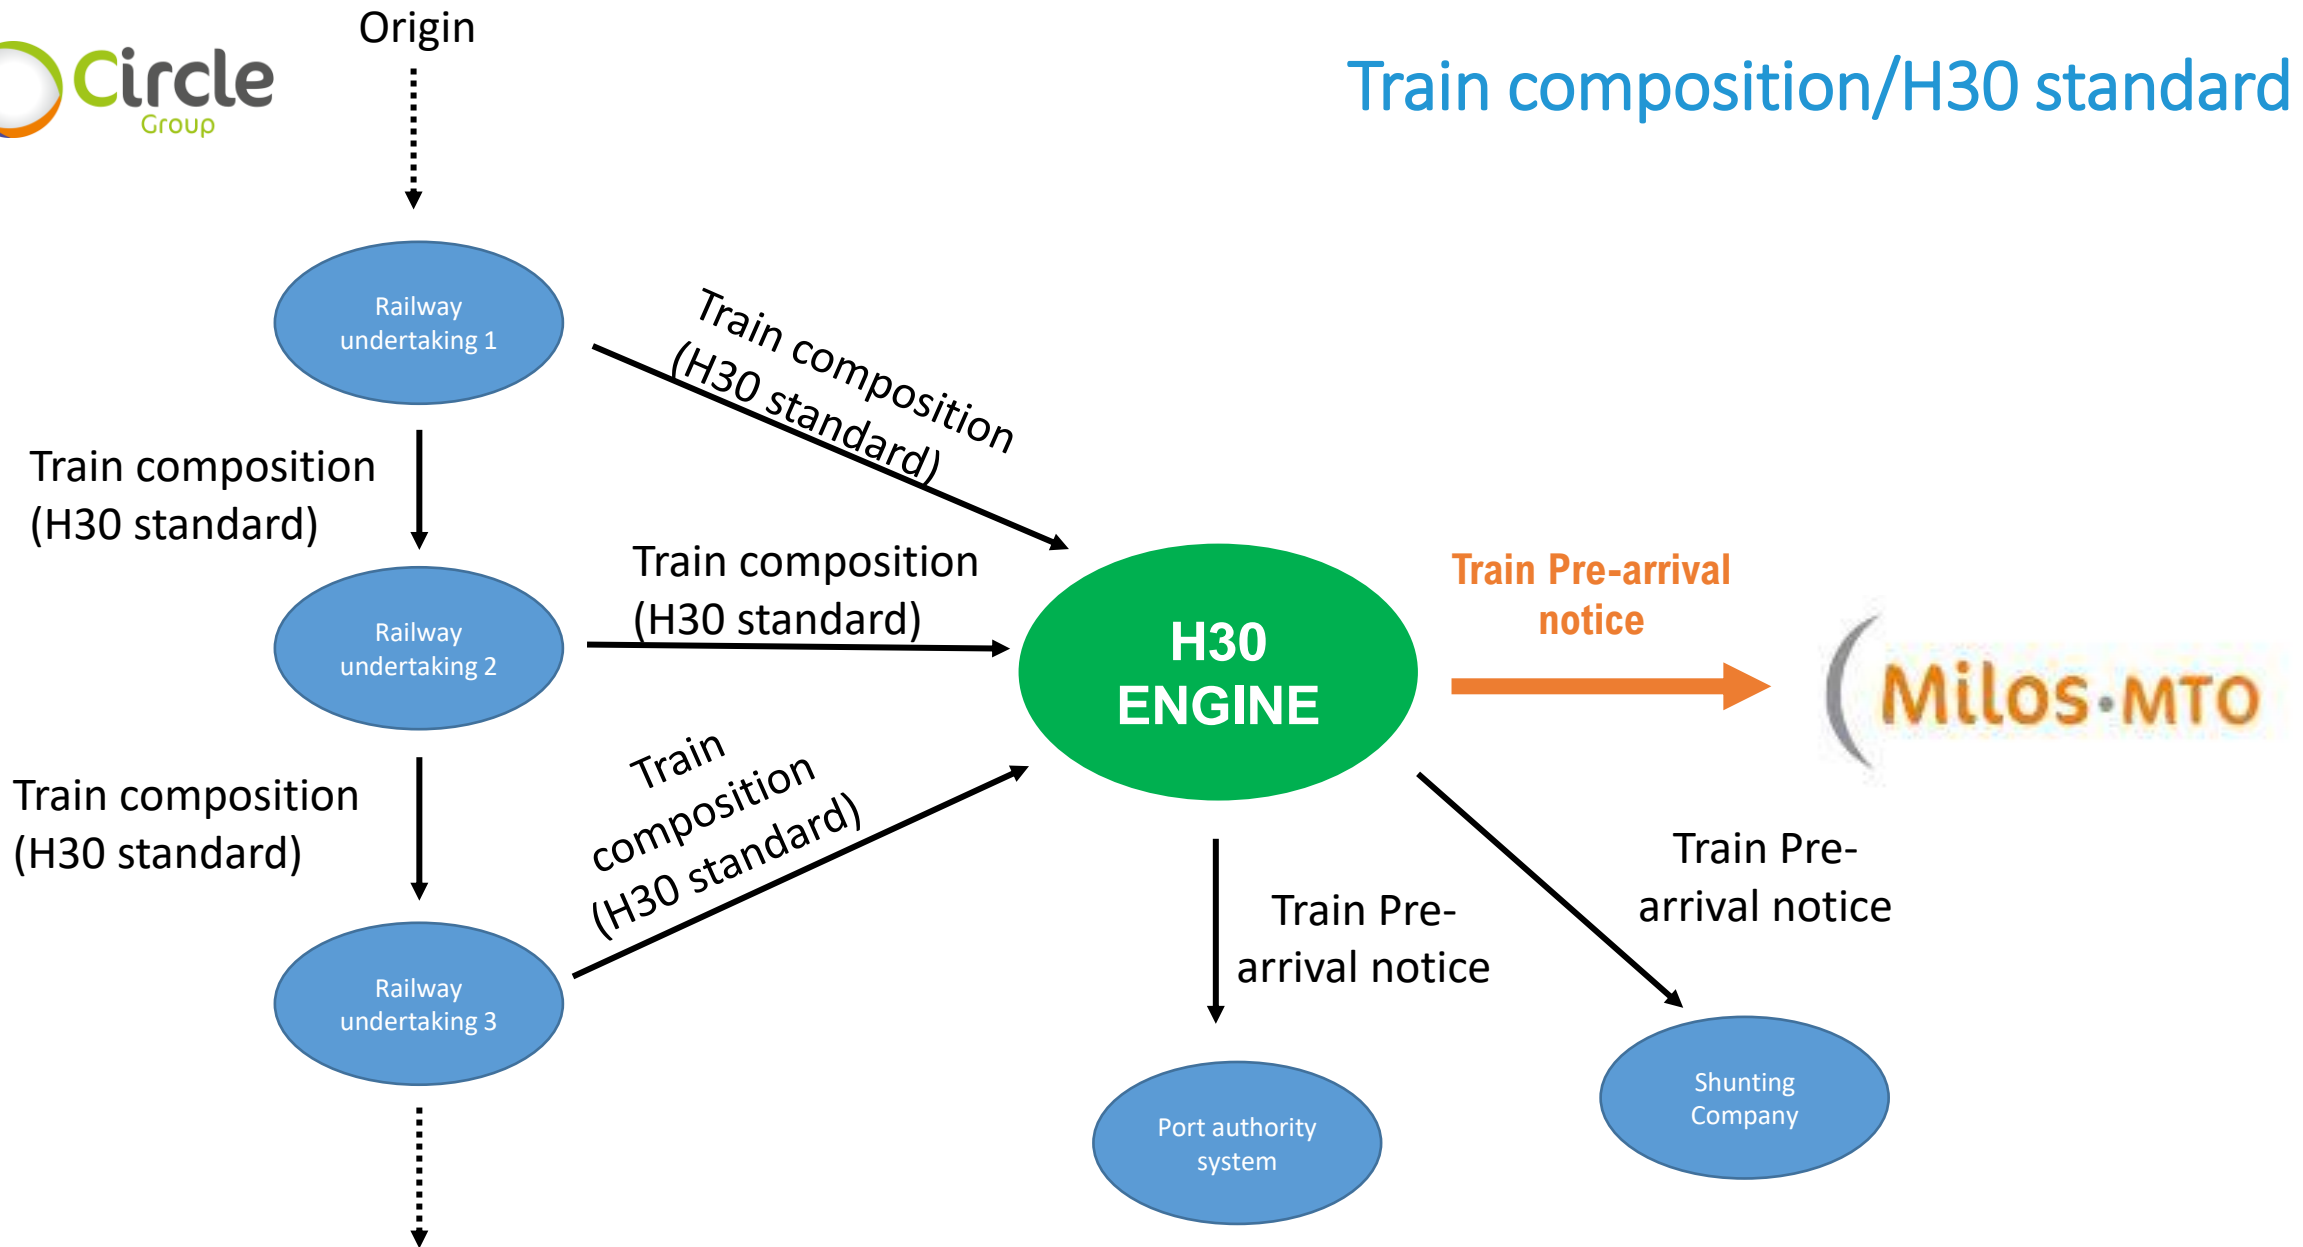 Origin
Circle
Group
Train composition/H30 standard
Railway
undertaking 1
Train composition
(H30 standard)
Train composition
(H30 standard)
Train composition
(H30 standard)
Railway
undertaking 2
H30
ENGINE
Train Pre-arrival
notice
Milos·MTO
Train composition
(H30 standard)
Train
composition
(H30 standard)
Train Pre-
arrival notice
Train Pre-
arrival notice
Railway
undertaking 3
Port authority
system
Shunting
Company